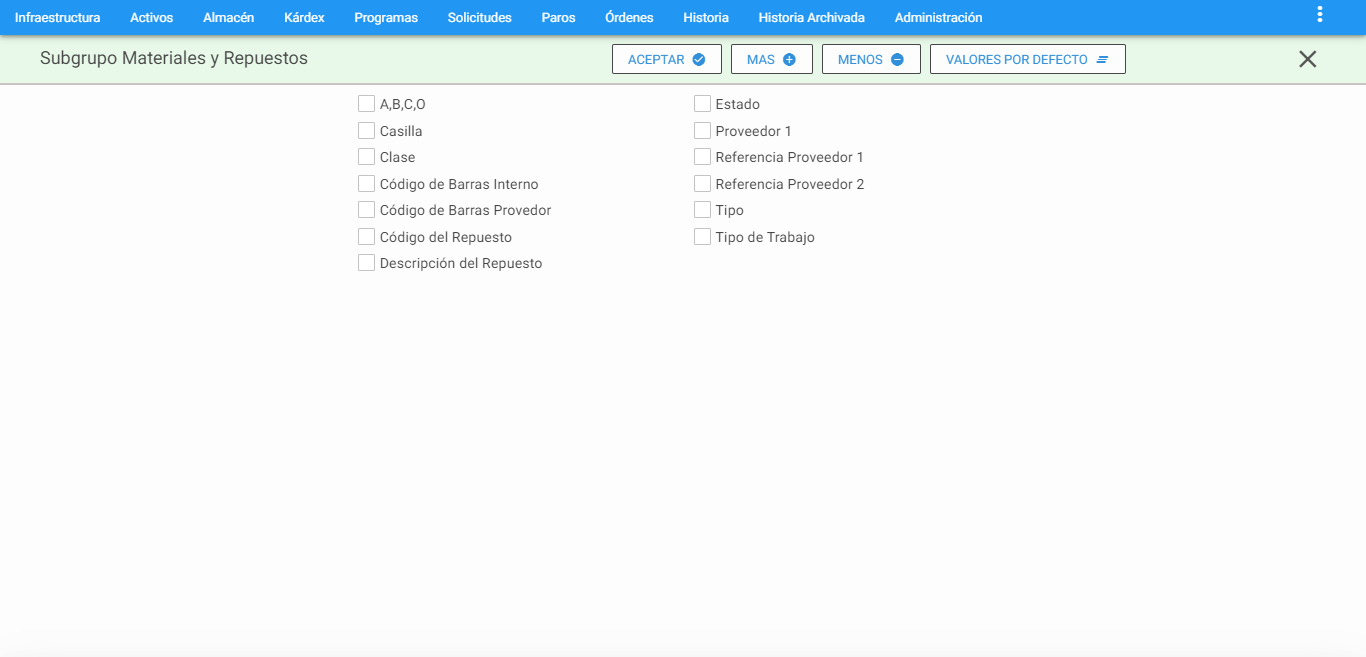 Infraestructura Activos Almacén Kárdex Programas Solicitudes Paros Órdenes Historia Historia Archivada Administración
Subgrupo Materiales y Repuestos ACEPTAR MAS MENOS VALORES POR DEFECTO
A,B,C,O
Casilla
Clase
Código de Barras Interno
Código de Barras Provedor
Código del Repuesto
Descripción del Repuesto
Estado
Proveedor 1
Referencia Proveedor 1
Referencia Proveedor 2
Tipo
Tipo de Trabajo